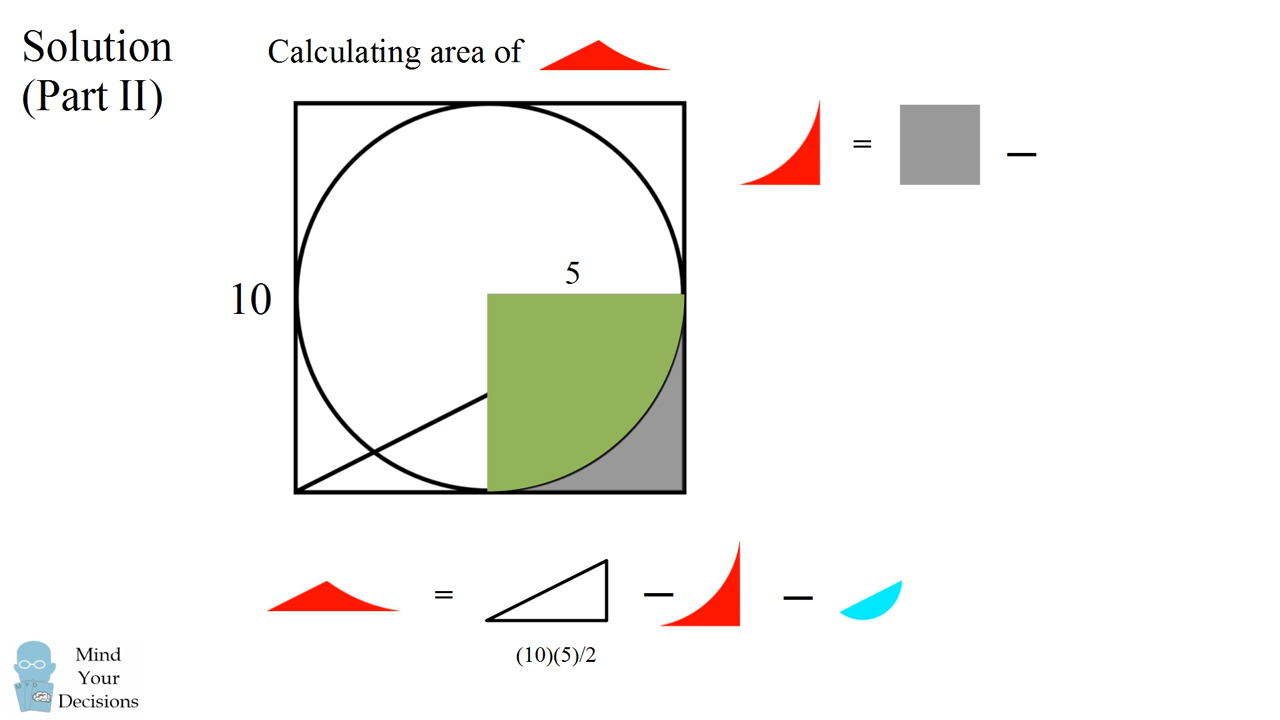 Solution
(Part II)
Calculating area of
=
–
5
10
= – –
(10)(5)/2
Mind
Your
Decisions